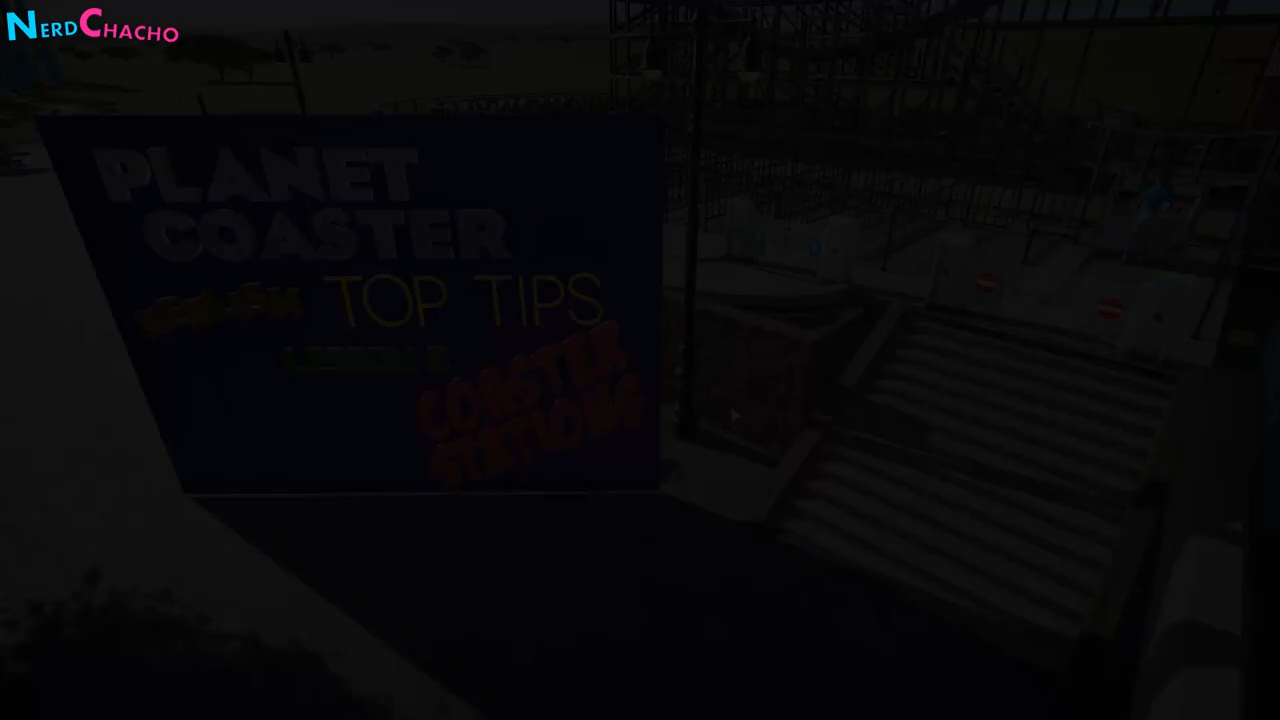 NERDCHACHO
PLANET
COASTER
TOP TIPS
COASTER
STATIONS